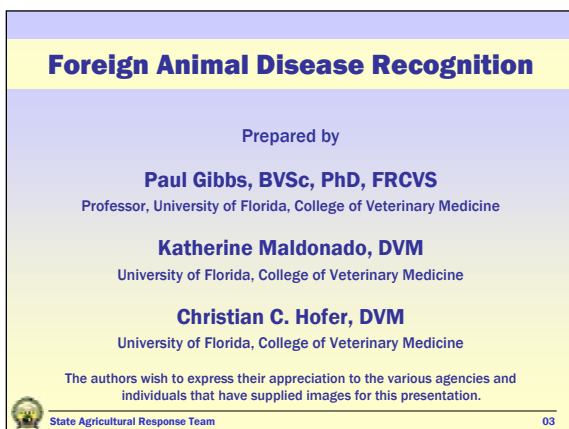 Foreign Animal Disease Recognition
Prepared by
Paul Gibbs, BVSc, PhD, FRCVS
Professor, University of Florida, College of Veterinary Medicine
Katherine Maldonado, DVM
University of Florida, College of Veterinary Medicine
Christian C. Hofer, DVM
University of Florida, College of Veterinary Medicine
The authors wish to express their appreciation to the various agencies and
individuals that have supplied images for this presentation.
State Agricultural Response Team 03